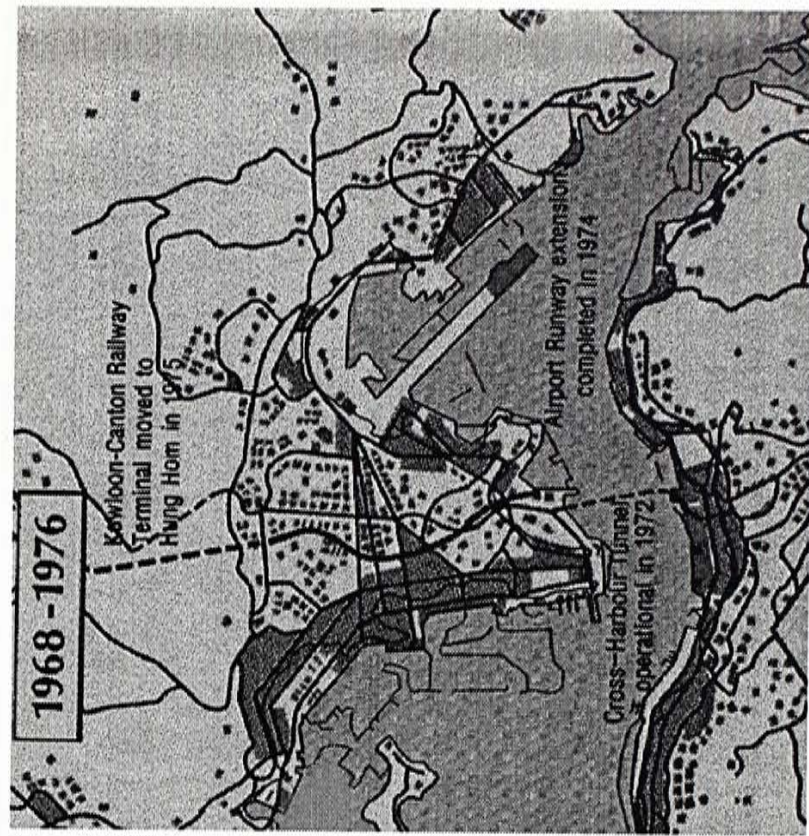 1968 - 1976
Kowloon-Canton Railway
Terminal moved to
Hung Hom in 1975
Airport Runway extension
completed in 1974
Cross-Harbour Tunnel
operational in 1972